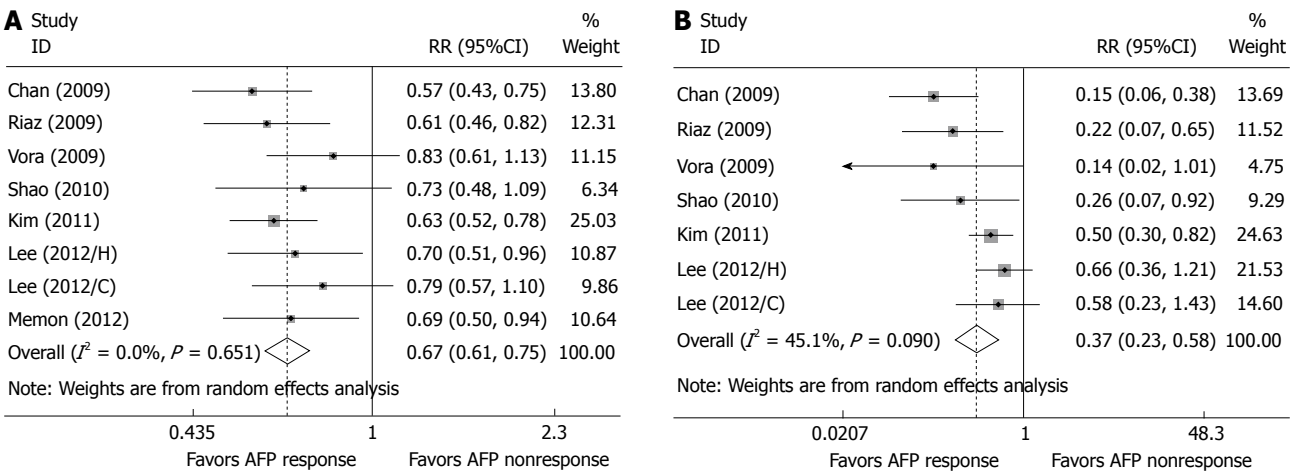 A Study %
ID RR (95%CI) Weight
Chan (2009) 0.57 (0.43, 0.75) 13.80
Riaz (2009) 0.61 (0.46, 0.82) 12.31
Vora (2009) 0.83 (0.61, 1.13) 11.15
Shao (2010) 0.73 (0.48, 1.09) 6.34
Kim (2011) 0.63 (0.52, 0.78) 25.03
Lee (2012/H) 0.70 (0.51, 0.96) 10.87
Lee (2012/C) 0.79 (0.57, 1.10) 9.86
Memon (2012) 0.69 (0.50, 0.94) 10.64
Overall (I² = 0.0%, P = 0.651) 0.67 (0.61, 0.75) 100.00
Note: Weights are from random effects analysis
0.435 1 2.3
Favors AFP response Favors AFP nonresponse
B Study %
ID RR (95%CI) Weight
Chan (2009) 0.15 (0.06, 0.38) 13.69
Riaz (2009) 0.22 (0.07, 0.65) 11.52
Vora (2009) 0.14 (0.02, 1.01) 4.75
Shao (2010) 0.26 (0.07, 0.92) 9.29
Kim (2011) 0.50 (0.30, 0.82) 24.63
Lee (2012/H) 0.66 (0.36, 1.21) 21.53
Lee (2012/C) 0.58 (0.23, 1.43) 14.60
Overall (I² = 45.1%, P = 0.090) 0.37 (0.23, 0.58) 100.00
Note: Weights are from random effects analysis
0.0207 1 48.3
Favors AFP response Favors AFP nonresponse